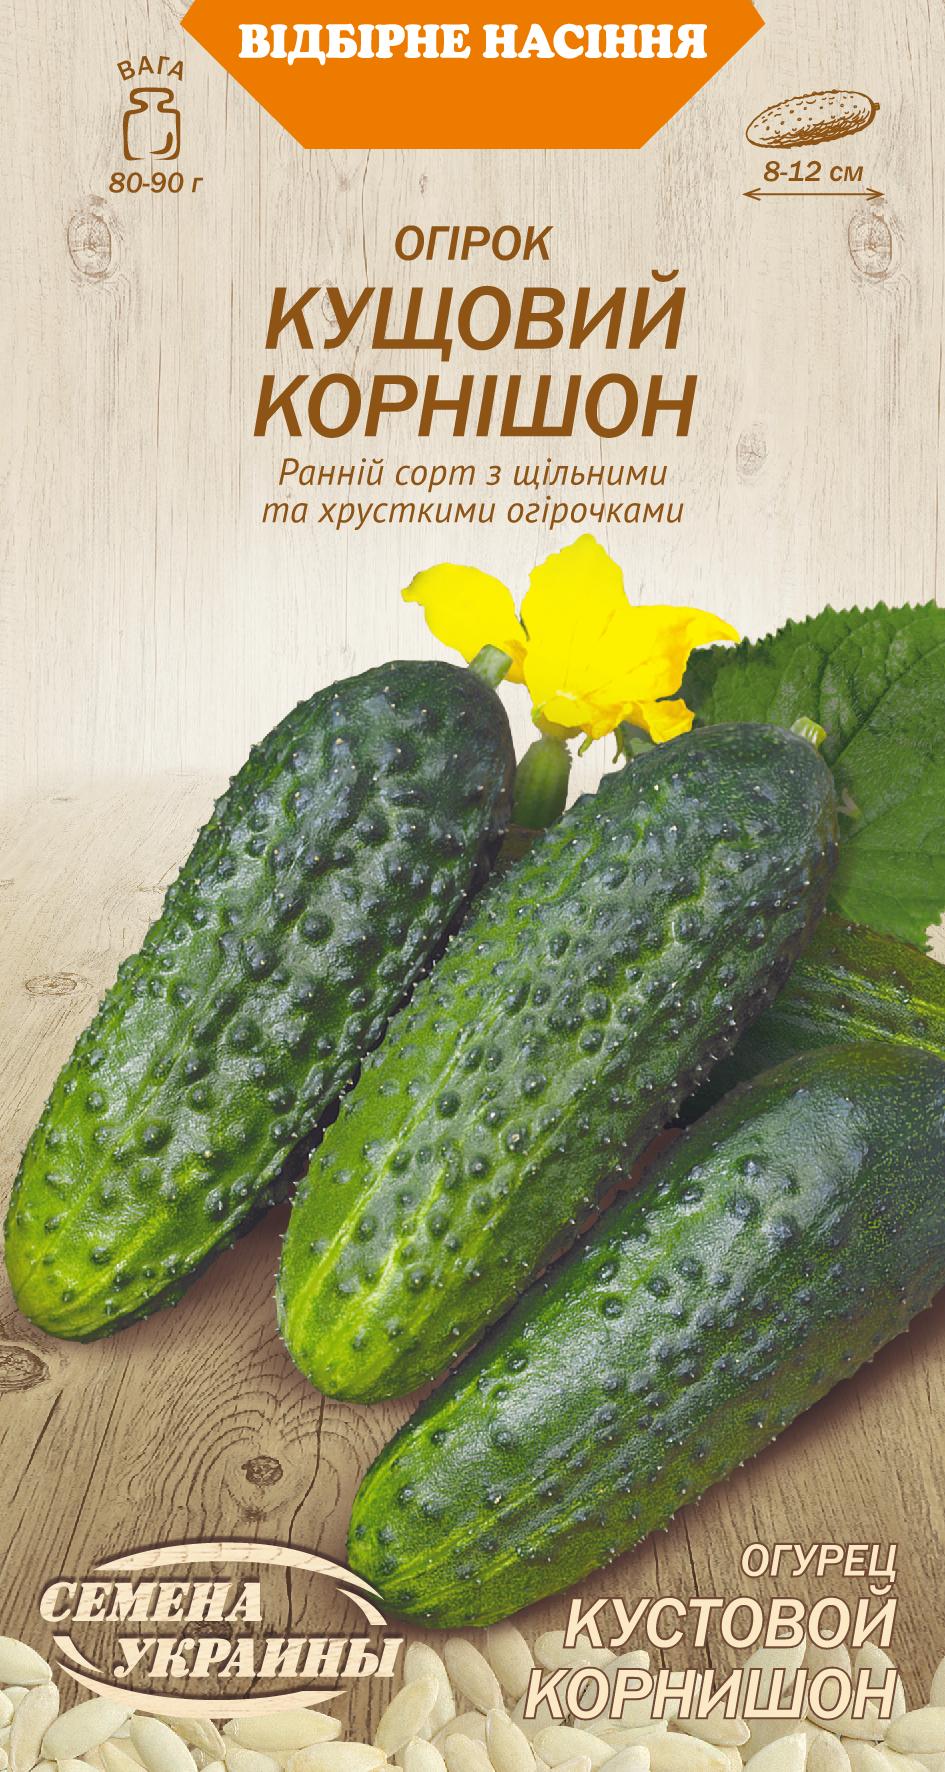 ВІДБІРНЕ НАСІННЯ
ВАГА
80-90 г
8-12 см
ОГІРОК
КУЩОВИЙ
КОРНІШОН
Ранній сорт з щільними
та хрусткими огірочками
СЕМЕНА
УКРАИНЫ
ОГУРЕЦ
КУСТОВОЙ
КОРНИШОН